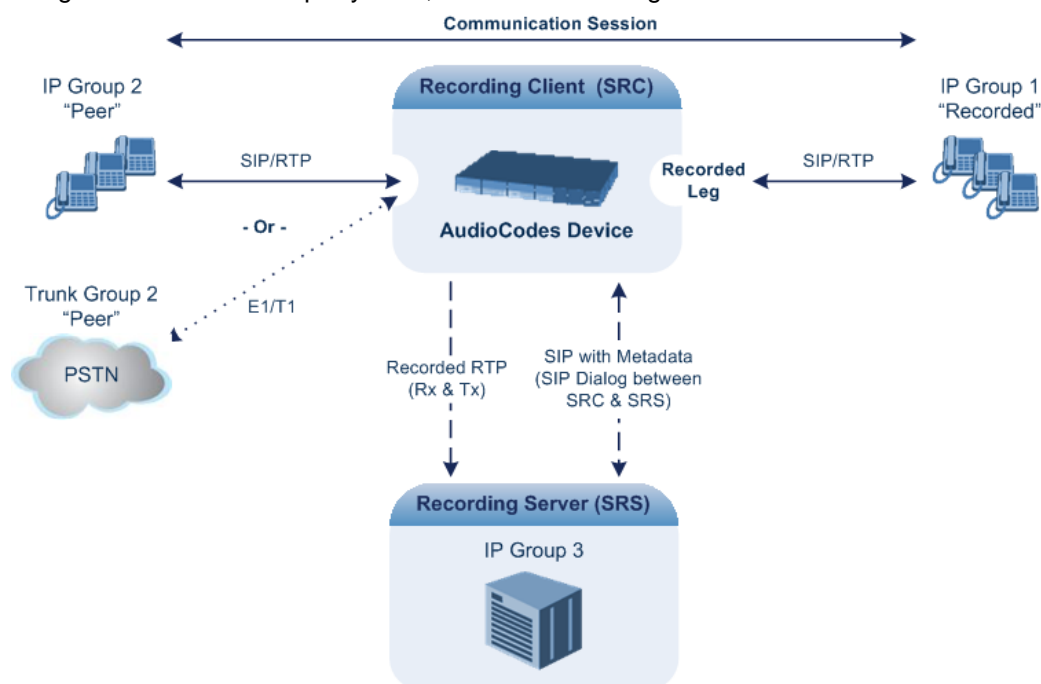 Communication Session
IP Group 2
“Peer”
Recording Client (SRC)
IP Group 1
“Recorded”
SIP/RTP
Recorded
Leg
SIP/RTP
- Or -
AudioCodes Device
Trunk Group 2
“Peer”
E1/T1
PSTN
Recorded RTP
(Rx & Tx)
SIP with Metadata
(SIP Dialog between
SRC & SRS)
Recording Server (SRS)
IP Group 3